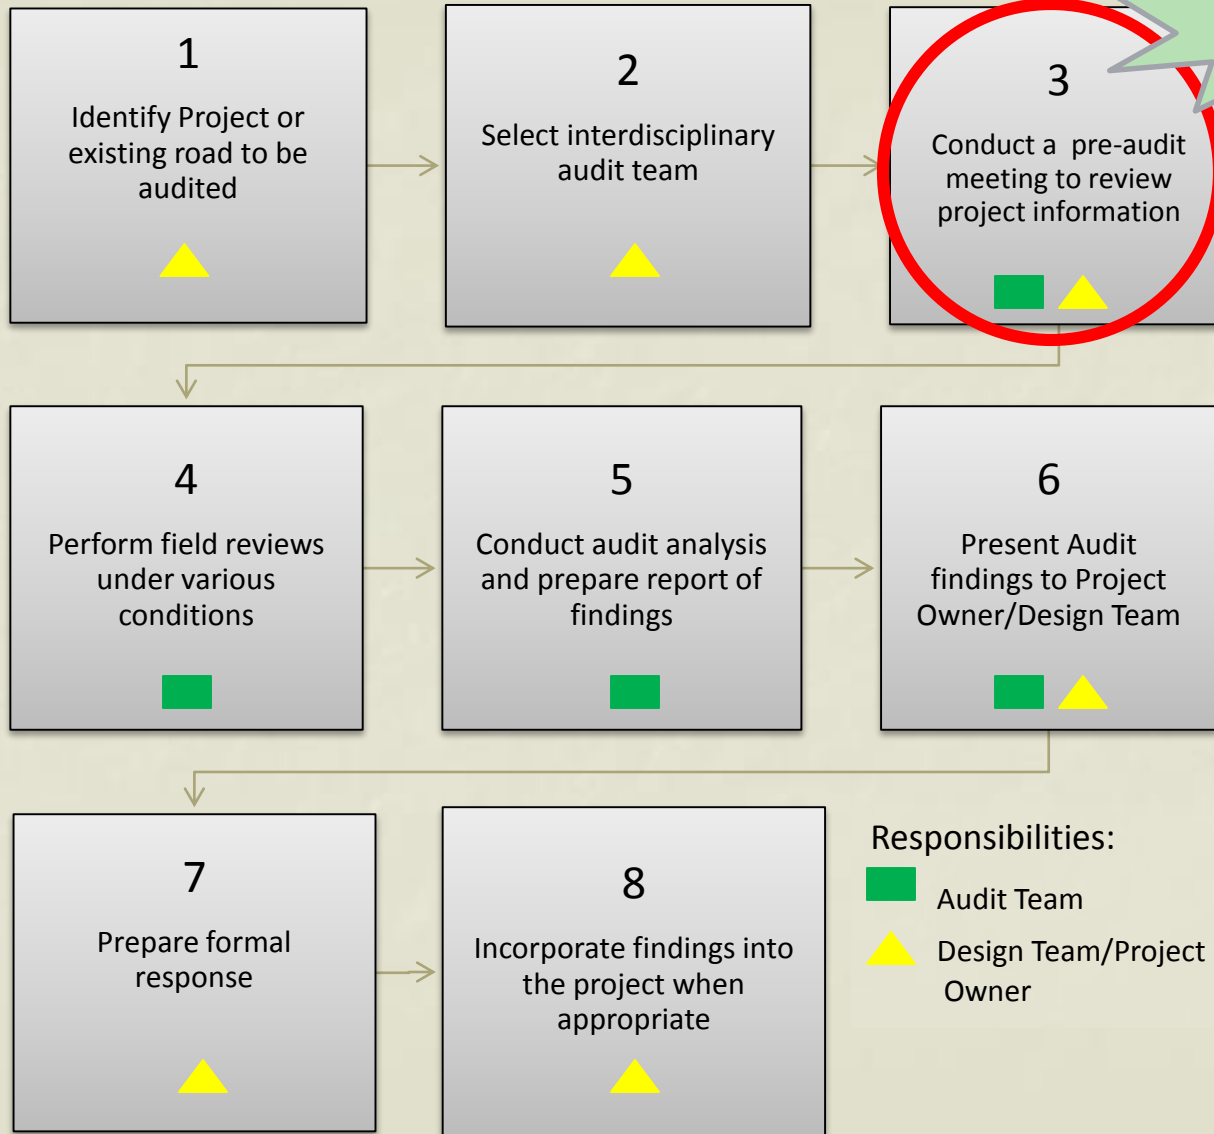 1
Identify Project or
existing road to be
audited
2
Select interdisciplinary
audit team
3
Conduct a pre-audit
meeting to review
project information
4
Perform field reviews
under various
conditions
5
Conduct audit analysis
and prepare report of
findings
6
Present Audit
findings to Project
Owner/Design Team
7
Prepare formal
response
8
Incorporate findings into
the project when
appropriate
Responsibilities:
Audit Team
Design Team/Project
Owner